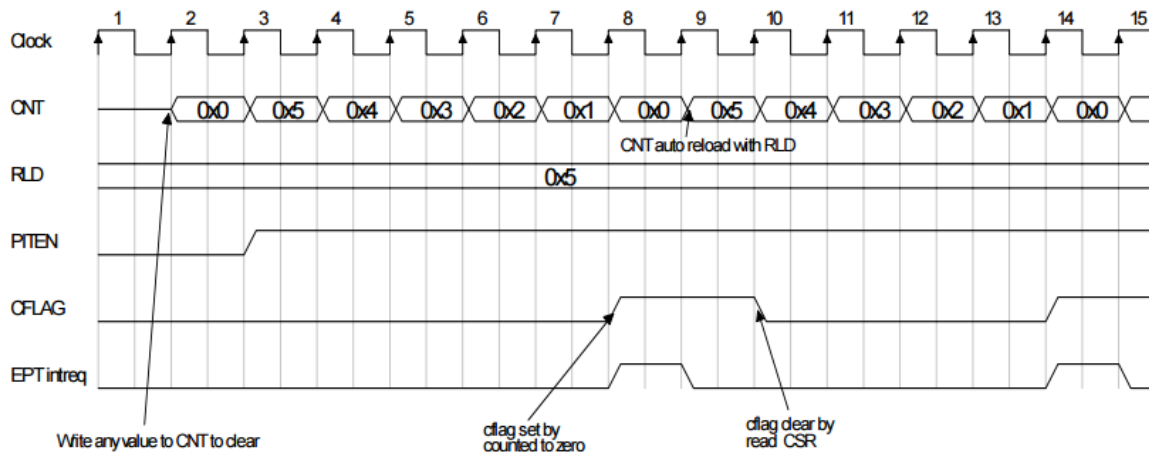 1 2 3 4 5 6 7 8 9 10 11 12 13 14 15
Clock
CNT 0x0 0x5 0x4 0x3 0x2 0x1 0x0 0x5 0x4 0x3 0x2 0x1 0x0
CNT auto reload with RLD
RLD 0x5
PITEN
CFLAG
EPT intreq
Write any value to CNT to clear
cflag set by
counted to zero
cflag clear by
read CSR